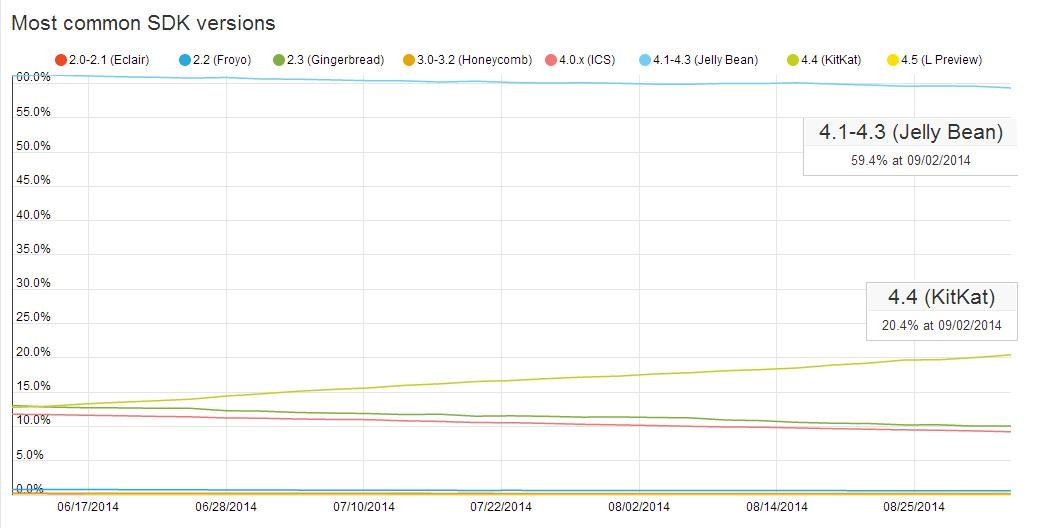 Most common SDK versions
2.0-2.1 (Eclair) 2.2 (Froyo) 2.3 (Gingerbread) 3.0-3.2 (Honeycomb) 4.0.x (ICS) 4.1-4.3 (Jelly Bean) 4.4 (KitKat) 4.5 (L Preview)
60.0%
55.0%
50.0%
45.0%
40.0%
35.0%
30.0%
25.0%
20.0%
15.0%
10.0%
5.0%
0.0%
4.1-4.3 (Jelly Bean)
59.4% at 09/02/2014
4.4 (KitKat)
20.4% at 09/02/2014
06/17/2014 06/28/2014 07/10/2014 07/22/2014 08/02/2014 08/14/2014 08/25/2014